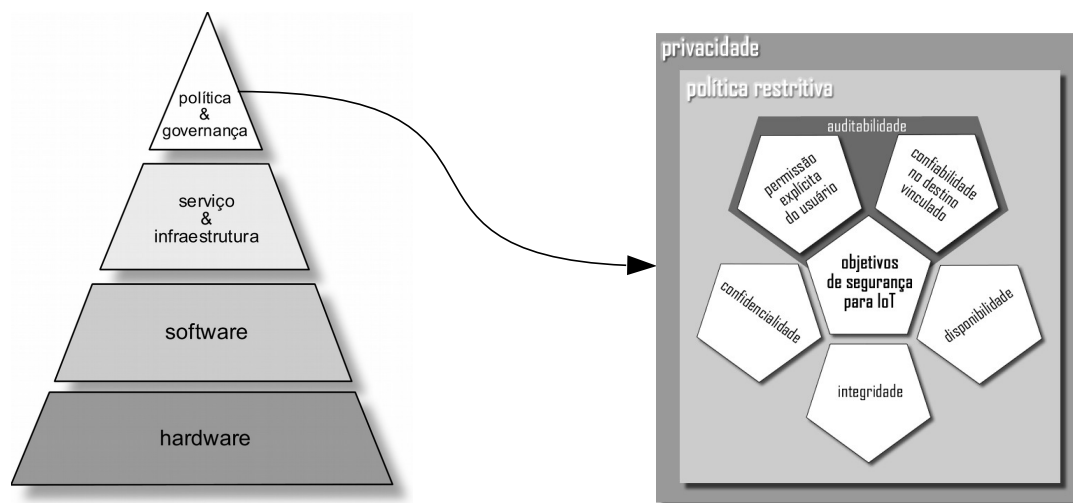 política
&
governança
serviço
&
infraestrutura
software
hardware
privacidade
política restritiva
auditabilidade
permissão
explícita
do usuário
confiabilidade
no destino
vinculado
objetivos
de segurança
para IoT
confidencialidade
disponibilidade
integridade